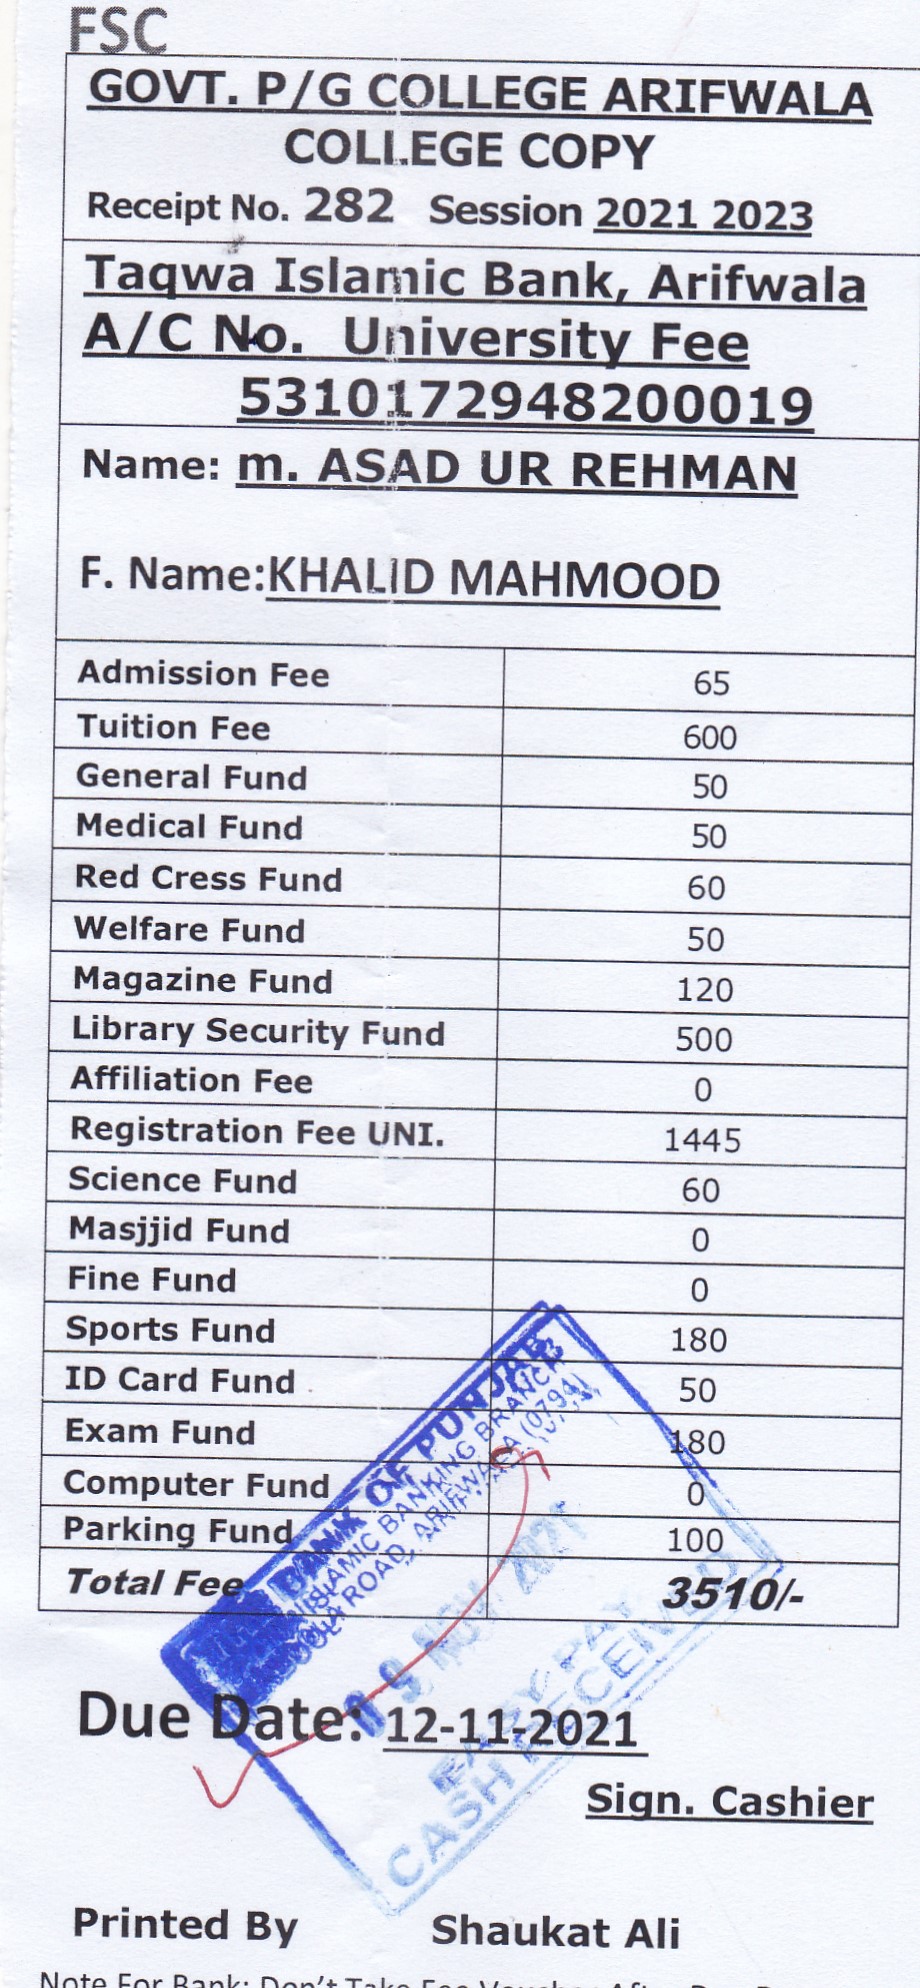 FSC
GOVT. P/G COLLEGE ARIFWALA
COLLEGE COPY
Receipt No. 282 Session 2021 2023
Taqwa Islamic Bank, Arifwala
A/C No. University Fee
5310172948200019
Name: m. ASAD UR REHMAN
F. Name:KHALID MAHMOOD
Admission Fee 65
Tuition Fee 600
General Fund 50
Medical Fund 50
Red Cress Fund 60
Welfare Fund 50
Magazine Fund 120
Library Security Fund 500
Affiliation Fee 0
Registration Fee UNI. 1445
Science Fund 60
Masjjid Fund 0
Fine Fund 0
Sports Fund 180
ID Card Fund 50
Exam Fund 180
Computer Fund 0
Parking Fund 100
Total Fee 3510/-
BANK OF PUNJAB
ISLAMIC BANKING BRANCH
ROAD, ARIFWALA (0794)
09 NOV 2021
EASY PAY
CASH RECEIVED
Due Date: 12-11-2021
Sign. Cashier
Printed By Shaukat Ali
Note For Bank: Don't Take Fee Voucher After Due